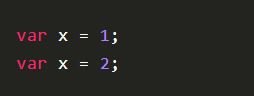 var x = 1;
var x = 2;